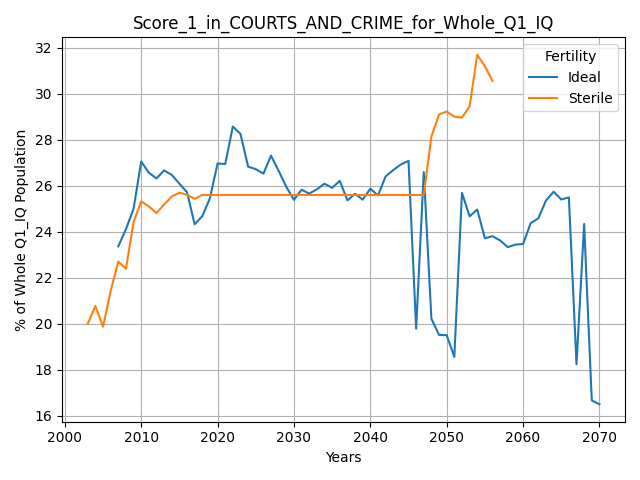 Score_1_in_COURTS_AND_CRIME_for_Whole_Q1_IQ
% of Whole Q1_IQ Population
32
30
28
26
24
22
20
18
16
Fertility
Ideal
Sterile
2000 2010 2020 2030 2040 2050 2060 2070
Years